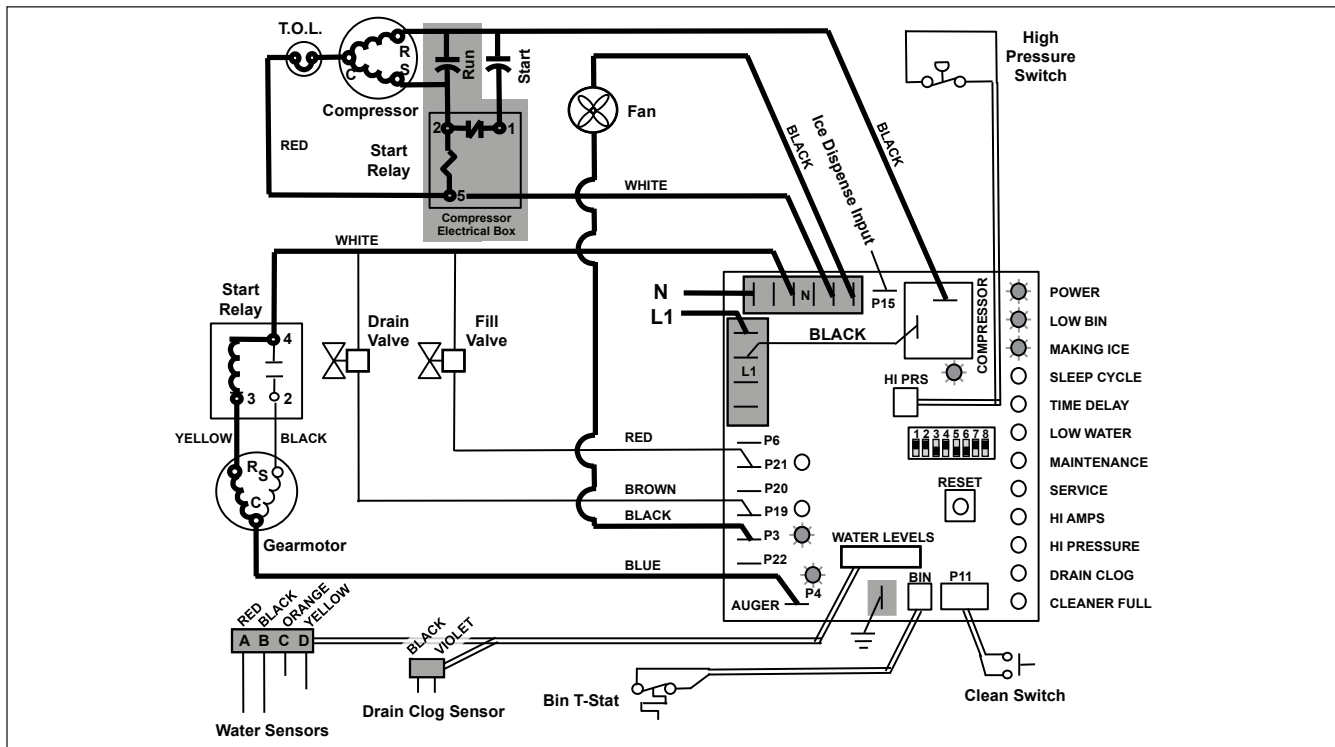 T.O.L.
R
S
C
Compressor
Run
Start
2
1
Start
Relay
5
Compressor
Electrical Box
RED
WHITE
Fan
BLACK
Ice Dispense Input
BLACK
High
Pressure
Switch
WHITE
Start
Relay
4
3
2
YELLOW
BLACK
R
S
C
Gearmotor
Drain
Valve
Fill
Valve
N
L1
N
P15
BLACK
L1
COMPRESSOR
HI PRS
1 2 3 4 5 6 7 8
RESET
RED
BROWN
BLACK
BLUE
P6
P21
P20
P19
P3
P22
P4
AUGER
WATER LEVELS
BIN
P11
POWER
LOW BIN
MAKING ICE
SLEEP CYCLE
TIME DELAY
LOW WATER
MAINTENANCE
SERVICE
HI AMPS
HI PRESSURE
DRAIN CLOG
CLEANER FULL
RED
BLACK
ORANGE
YELLOW
A B C D
Water Sensors
BLACK
VIOLET
Drain Clog Sensor
Bin T-Stat
Clean Switch